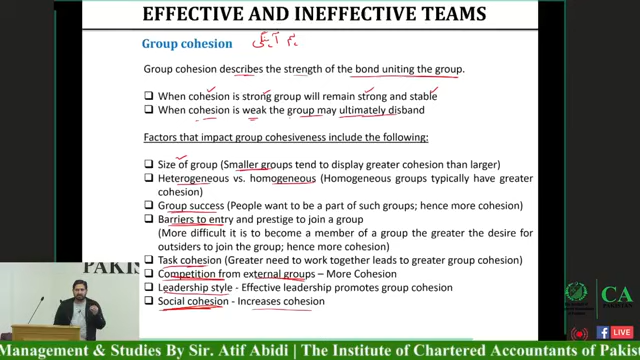 EFFECTIVE AND INEFFECTIVE TEAMS
Group cohesion
Group cohesion describes the strength of the bond uniting the group.
❑ When cohesion is strong group will remain strong and stable
❑ When cohesion is weak the group may ultimately disband
Factors that impact group cohesiveness include the following:
❑ Size of group (Smaller groups tend to display greater cohesion than larger)
❑ Heterogeneous vs. homogeneous (Homogeneous groups typically have greater
cohesion)
❑ Group success (People want to be a part of such groups; hence more cohesion)
❑ Barriers to entry and prestige to join a group
(More difficult it is to become a member of a group the greater the desire for
outsiders to join the group; hence more cohesion)
❑ Task cohesion (Greater need to work together leads to greater group cohesion)
❑ Competition from external groups – More Cohesion
❑ Leadership style - Effective leadership promotes group cohesion
❑ Social cohesion - Increases cohesion
PAKIS
CA
PAKISTAN
LIVE
Management & Studies By Sir. Atif Abidi / The Institute of Chartered Accountants of Pakist